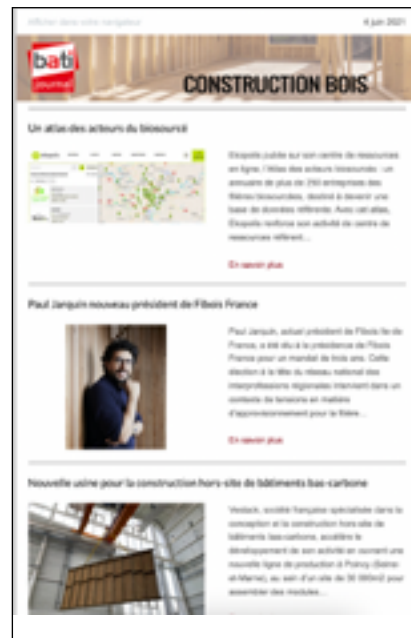 Afficher dans votre navigateur
4 juin 2021
bati
journal
CONSTRUCTION BOIS
Un atlas des acteurs du biosourcé
Ekopolis publie sur son centre de ressources
en ligne, l'Atlas des acteurs biosourcés : un
annuaire de plus de 250 entreprises des
filières biosourcées, destiné à devenir une
base de données référente. Avec cet atlas,
Ekopolis renforce son activité de centre de
ressources référent...
En savoir plus
Paul Jarquin nouveau président de Fibois France
Paul Jarquin, actuel président de Fibois Ile de
France, a été élu à la présidence de Fibois
France pour un mandat de trois ans. Cette
élection à la tête du réseau national des
interprofessions régionales intervient dans un
contexte de tensions en matière
d'approvisionnement pour la filière...
En savoir plus
Nouvelle usine pour la construction hors-site de bâtiments bas-carbone
Vestack, société française spécialisée dans la
conception et la construction hors-site de
bâtiments bas-carbone, accélère le
développement de son activité en ouvrant une
nouvelle ligne de production à Poincy (Seine-
et-Marne), au sein d'un site de 30 000m2 pour
assembler des modules...